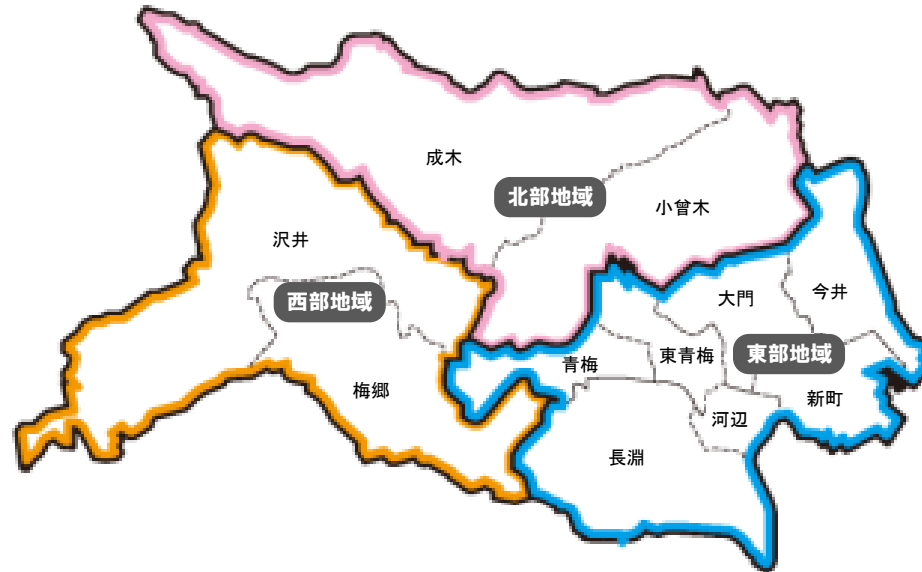 成木
北部地域
小曾木
沢井
西部地域
梅郷
大門
今井
東青梅
東部地域
青梅
新町
河辺
長淵